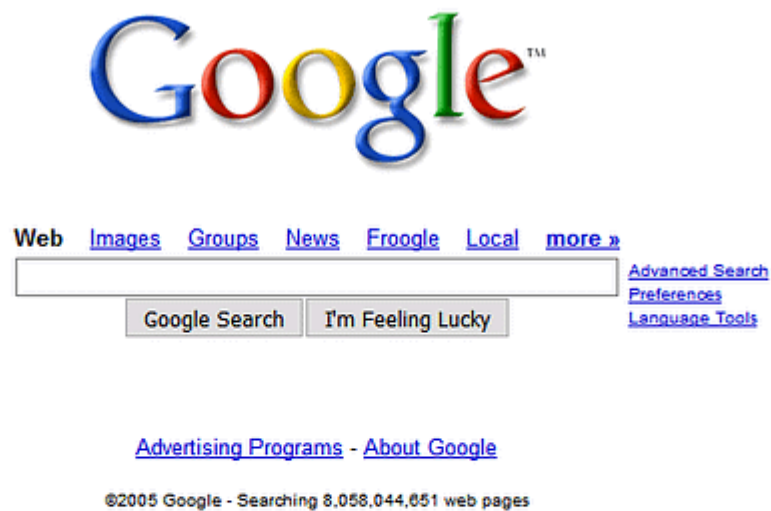 Google™
Web Images Groups News Froogle Local more »
Advanced Search
Preferences
Language Tools
Google Search I'm Feeling Lucky
Advertising Programs - About Google
©2005 Google - Searching 8,058,044,651 web pages